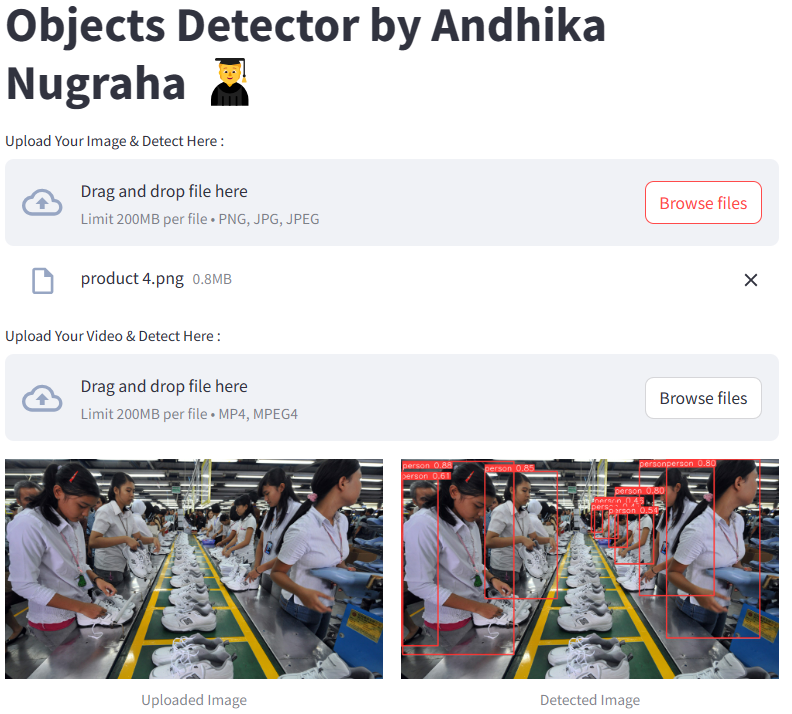 Objects Detector by Andhika
Nugraha
Upload Your Image & Detect Here :
Drag and drop file here
Limit 200MB per file • PNG, JPG, JPEG
Browse files
product 4.png 0.8MB
Upload Your Video & Detect Here :
Drag and drop file here
Limit 200MB per file • MP4, MPEG4
Browse files
person 0.88
person 0.61
person 0.85
person
person 0.80
person 0.80
person 0.54
Uploaded Image
Detected Image